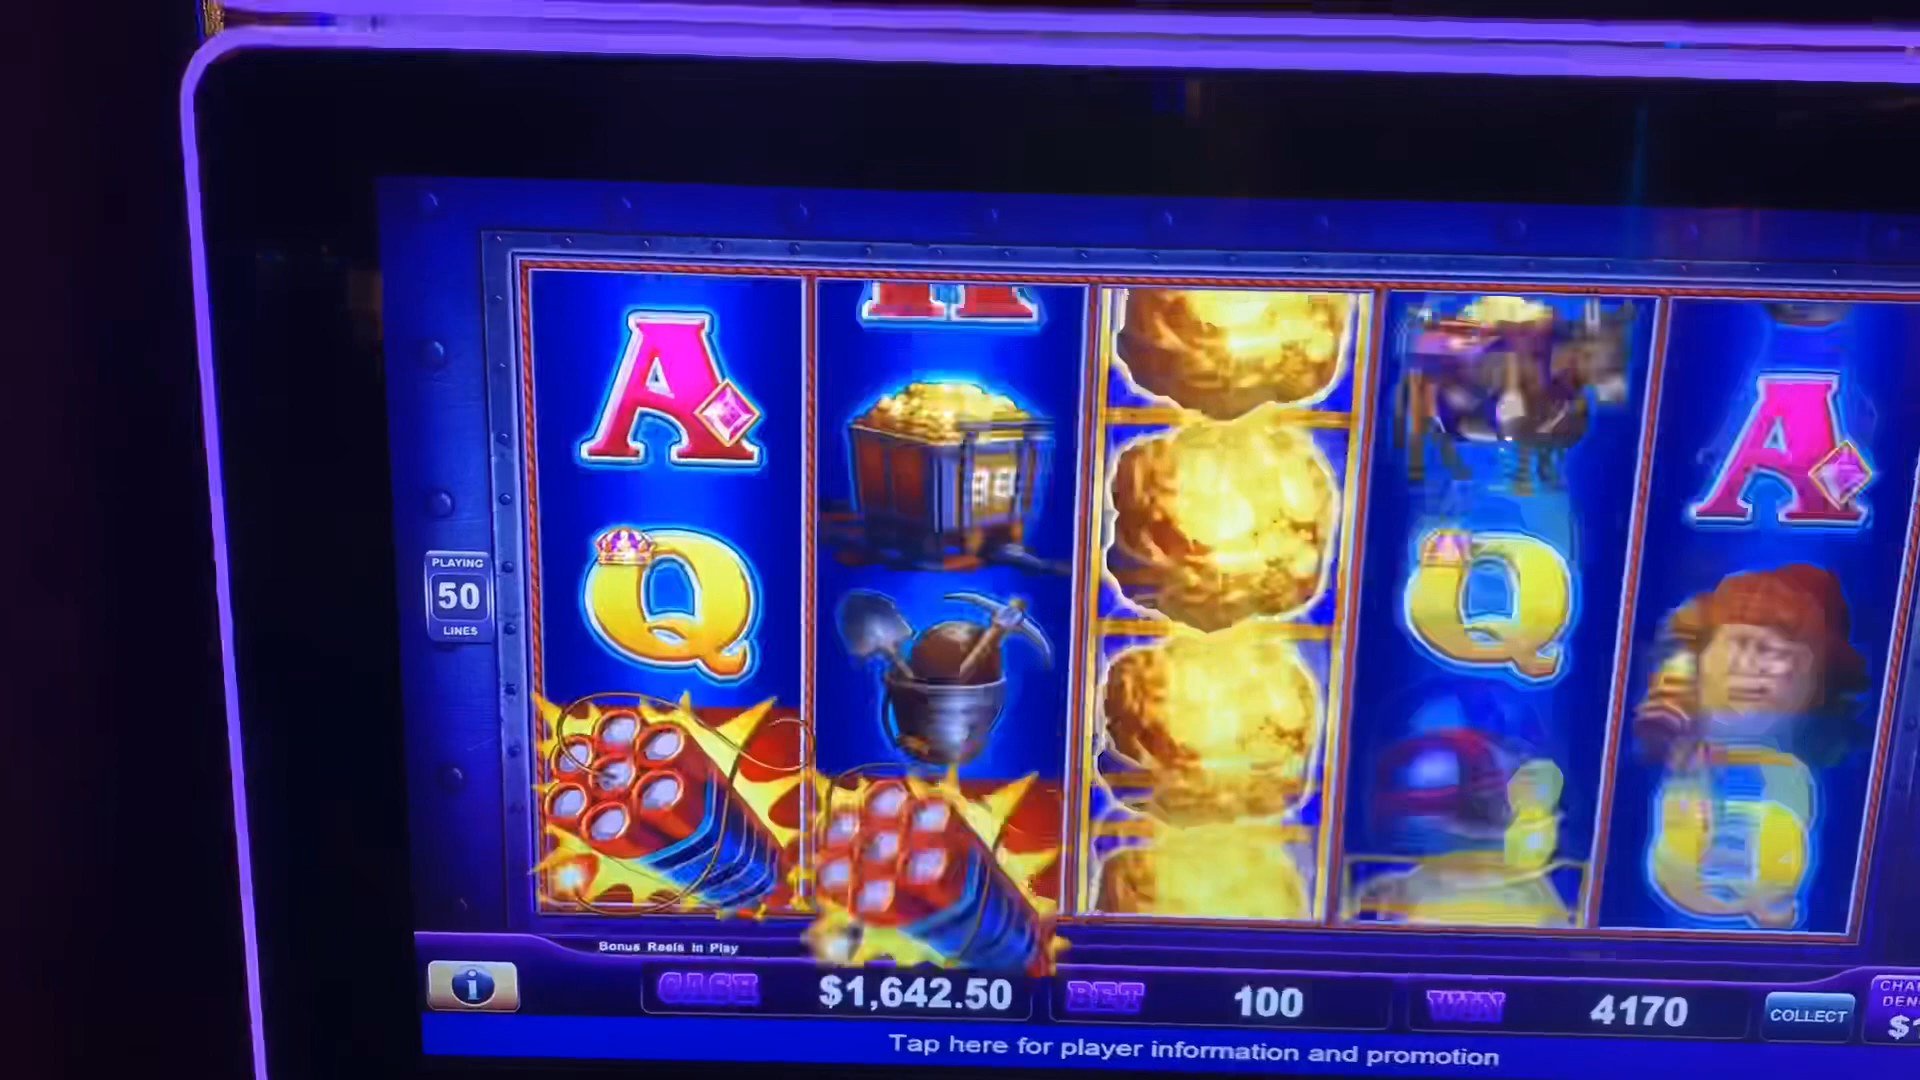 A
A
Q
Q
Q
PLAYING
50
LINES
Bonus Reels In Play
CASH
$1,642.50
BET
100
WIN
4170
COLLECT
Tap here for player information and promotion